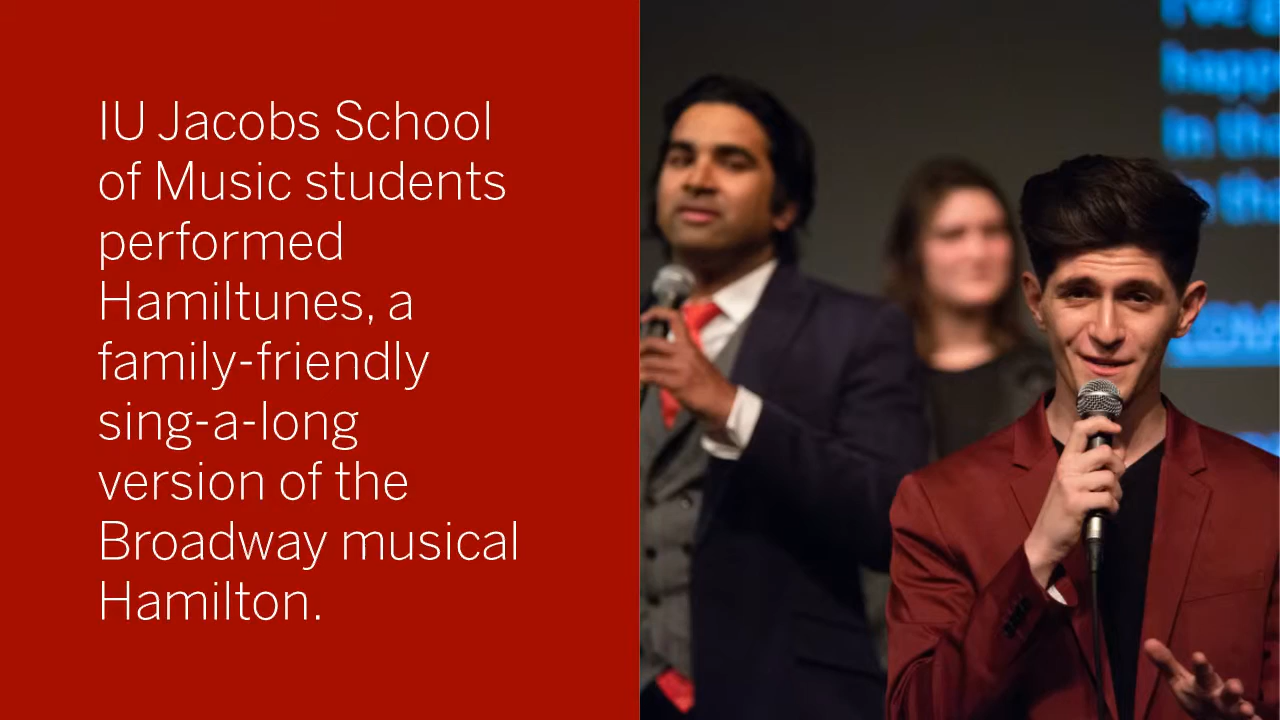 IU Jacobs School
of Music students
performed
Hamiltunes, a
family-friendly
sing-a-long
version of the
Broadway musical
Hamilton.